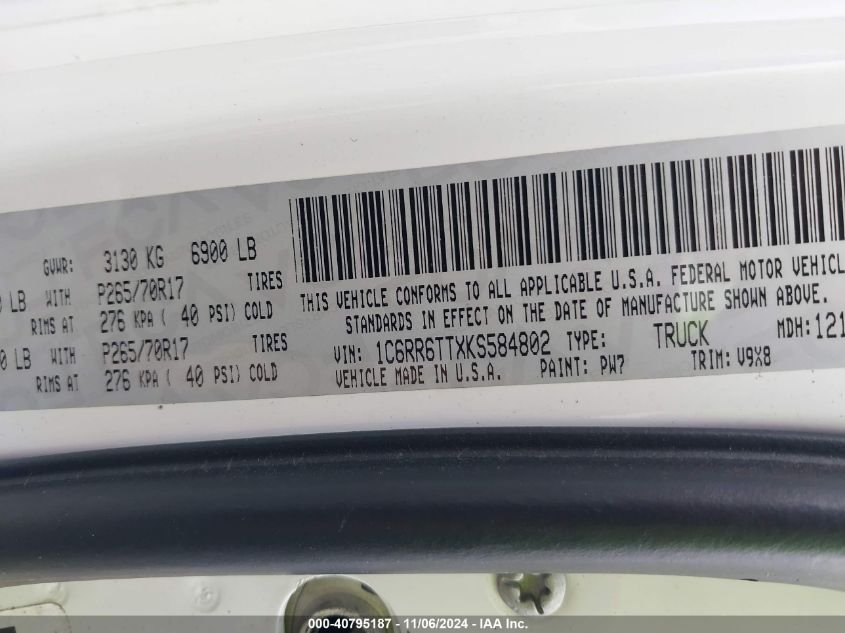 GVWR: 3130 KG 6900 LB
LB WITH P265/70R17 TIRES
RIMS AT 276 KPA ( 40 PSI) COLD
0 LB WITH P265/70R17 TIRES
RIMS AT 276 KPA ( 40 PSI) COLD
THIS VEHICLE CONFORMS TO ALL APPLICABLE U.S.A. FEDERAL MOTOR VEHICL
STANDARDS IN EFFECT ON THE DATE OF MANUFACTURE SHOWN ABOVE.
VIN: 1C6RR6TTXKS584802 TYPE: TRUCK MDH: 121
VEHICLE MADE IN U.S.A. PAINT: PW7 TRIM: V9X8
000-40795187 - 11/06/2024 - IAA Inc.